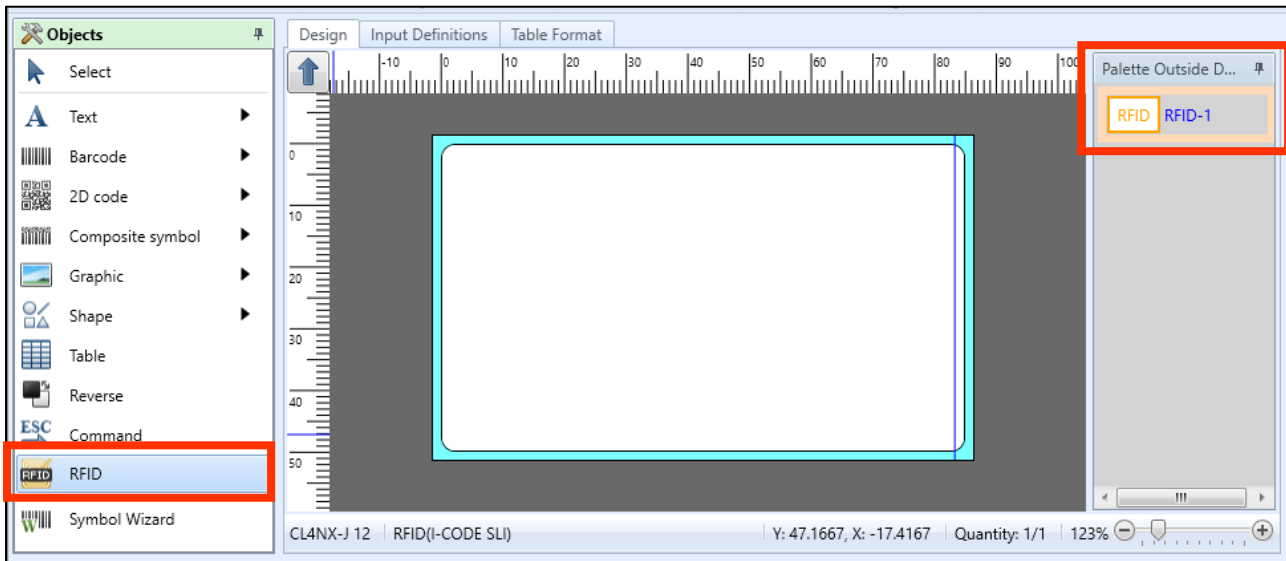 Objects
Select
Text
Barcode
2D code
Composite symbol
Graphic
Shape
Table
Reverse
ESC
Command
RFID RFID
Symbol Wizard
Design Input Definitions Table Format
-10 0 10 20 30 40 50 60 70 80 90 100
0
10
20
30
40
50
Palette Outside D...
RFID RFID-1
CL4NX-J 12 RFID(I-CODE SLI) Y: 47.1667, X: -17.4167 Quantity: 1/1 123%